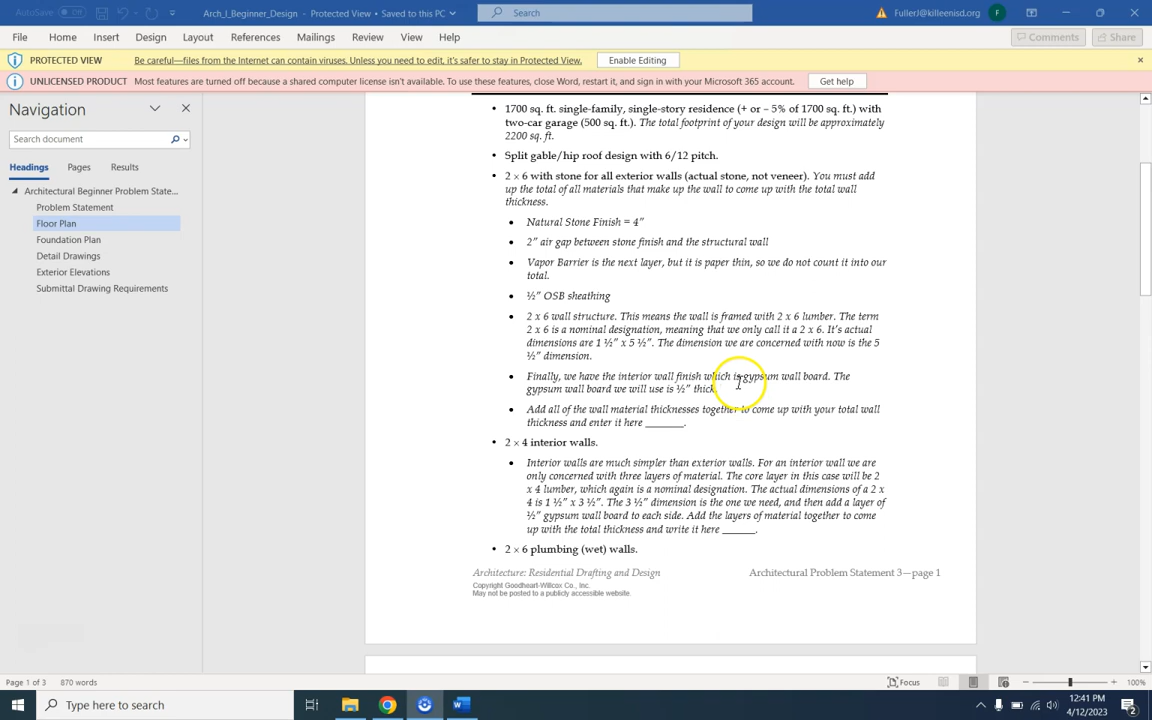 AutoSave Off Arch_I_Beginner_Design - Protected View • Saved to this PC Search FullerJ@killeenisd.org F
File Home Insert Design Layout References Mailings Review View Help Comments Share
PROTECTED VIEW Be careful—files from the Internet can contain viruses. Unless you need to edit, it's safer to stay in Protected View. Enable Editing
UNLICENSED PRODUCT Most features are turned off because a shared computer license isn't available. To use these features, close Word, restart it, and sign in with your Microsoft 365 account. Get help
Navigation
Search document
Headings Pages Results
Architectural Beginner Problem State...
Problem Statement
Floor Plan
Foundation Plan
Detail Drawings
Exterior Elevations
Submittal Drawing Requirements
• 1700 sq. ft. single-family, single-story residence (+ or – 5% of 1700 sq. ft.) with
two-car garage (500 sq. ft.). The total footprint of your design will be approximately
2200 sq. ft.
• Split gable/hip roof design with 6/12 pitch.
• 2 × 6 with stone for all exterior walls (actual stone, not veneer). You must add
up the total of all materials that make up the wall to come up with the total wall
thickness.
• Natural Stone Finish = 4"
• 2" air gap between stone finish and the structural wall
• Vapor Barrier is the next layer, but it is paper thin, so we do not count it into our
total.
• ½" OSB sheathing
• 2 x 6 wall structure. This means the wall is framed with 2 x 6 lumber. The term
2 x 6 is a nominal designation, meaning that we only call it a 2 x 6. It's actual
dimensions are 1 ½" x 5 ½". The dimension we are concerned with now is the 5
½" dimension.
• Finally, we have the interior wall finish which is gypsum wall board. The
gypsum wall board we will use is ½" thick.
• Add all of the wall material thicknesses together to come up with your total wall
thickness and enter it here _______.
• 2 × 4 interior walls.
• Interior walls are much simpler than exterior walls. For an interior wall we are
only concerned with three layers of material. The core layer in this case will be 2
x 4 lumber, which again is a nominal designation. The actual dimensions of a 2 x
4 is 1 ½" x 3 ½". The 3 ½" dimension is the one we need, and then add a layer of
½" gypsum wall board to each side. Add the layers of material together to come
up with the total thickness and write it here ______.
• 2 × 6 plumbing (wet) walls.
Architecture: Residential Drafting and Design Architectural Problem Statement 3—page 1
Copyright Goodheart-Willcox Co., Inc.
May not be posted to a publicly accessible website.
Page 1 of 3 870 words Focus 100%
Type here to search 12:41 PM
4/12/2023 2